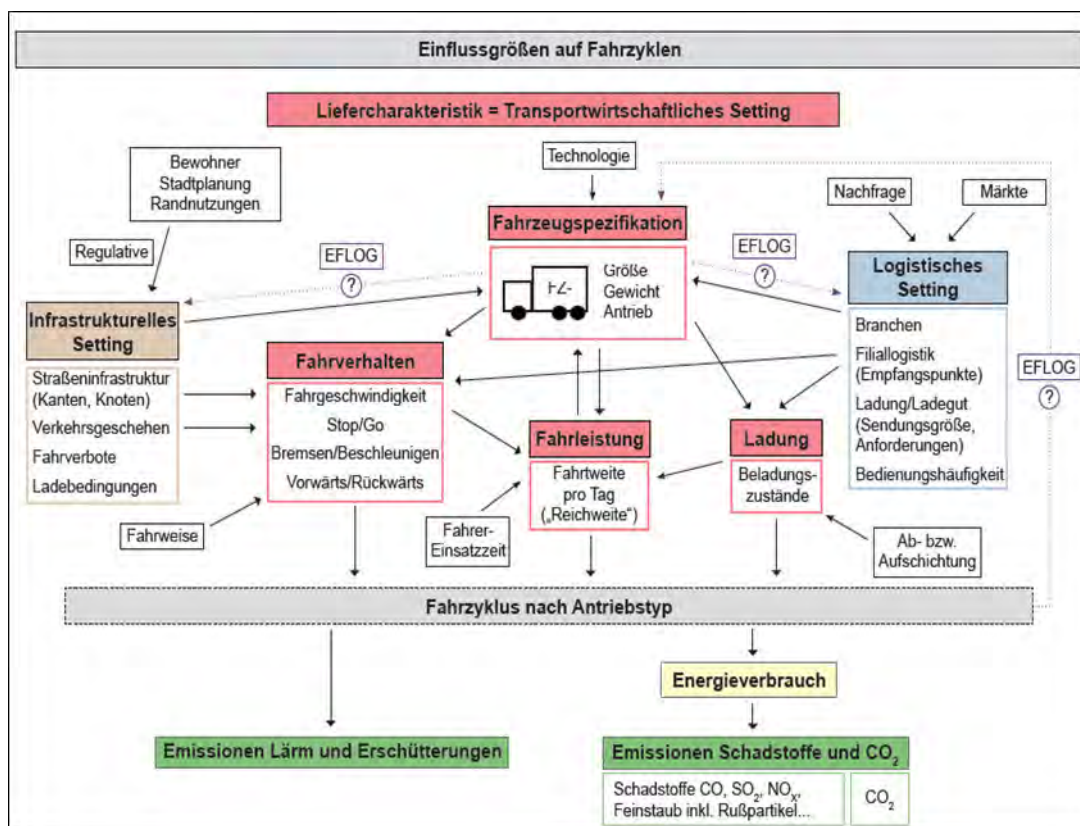 Einflussgrößen auf Fahrzyklen
Liefercharakteristik = Transportwirtschaftliches Setting
Bewohner
Stadtplanung
Randnutzungen
Technologie
Nachfrage
Märkte
Regulative
EFLOG
?
Fahrzeugspezifikation
FZ-
Größe
Gewicht
Antrieb
EFLOG
?
Logistisches
Setting
Branchen
Filiallogistik
(Empfangspunkte)
Ladung/Ladegut
(Sendungsgröße,
Anforderungen)
Bedienungshäufigkeit
EFLOG
?
Infrastrukturelles
Setting
Straßeninfrastruktur
(Kanten, Knoten)
Verkehrsgeschehen
Fahrverbote
Ladebedingungen
Fahrverhalten
Fahrgeschwindigkeit
Stop/Go
Bremsen/Beschleunigen
Vorwärts/Rückwärts
Fahrleistung
Fahrtweite
pro Tag
(„Reichweite“)
Ladung
Beladungs-
zustände
Fahrweise
Fahrer-
Einsatzzeit
Ab- bzw.
Aufschichtung
Fahrzyklus nach Antriebstyp
Energieverbrauch
Emissionen Lärm und Erschütterungen
Emissionen Schadstoffe und CO₂
Schadstoffe CO, SO₂, NOₓ,
Feinstaub inkl. Rußpartikel...
CO₂